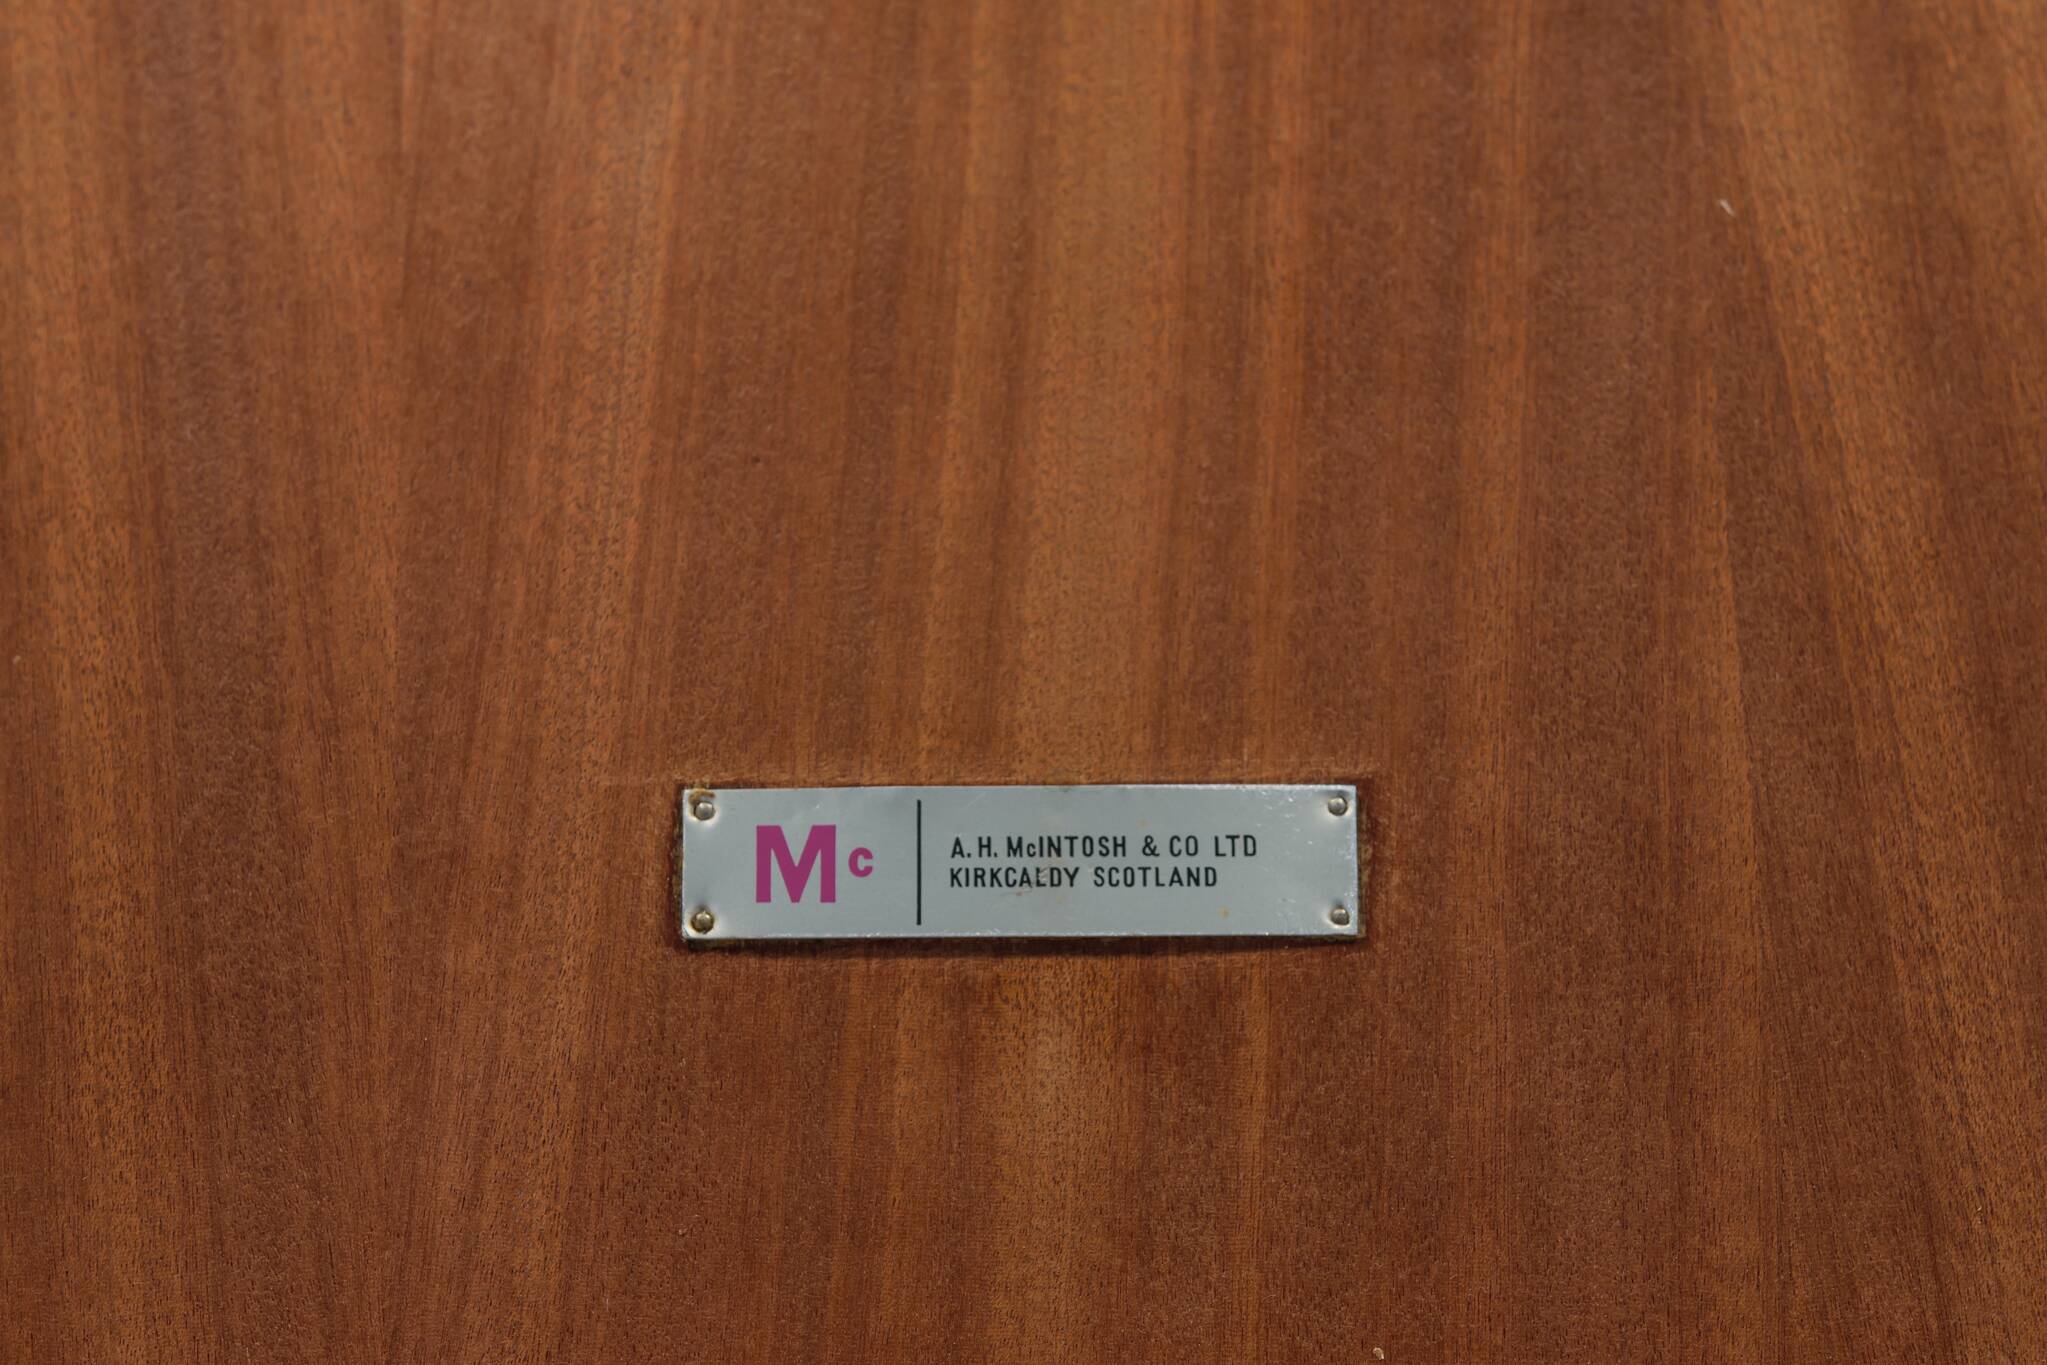 Mc
A. H. McINTOSH & CO LTD
KIRKCALDY SCOTLAND